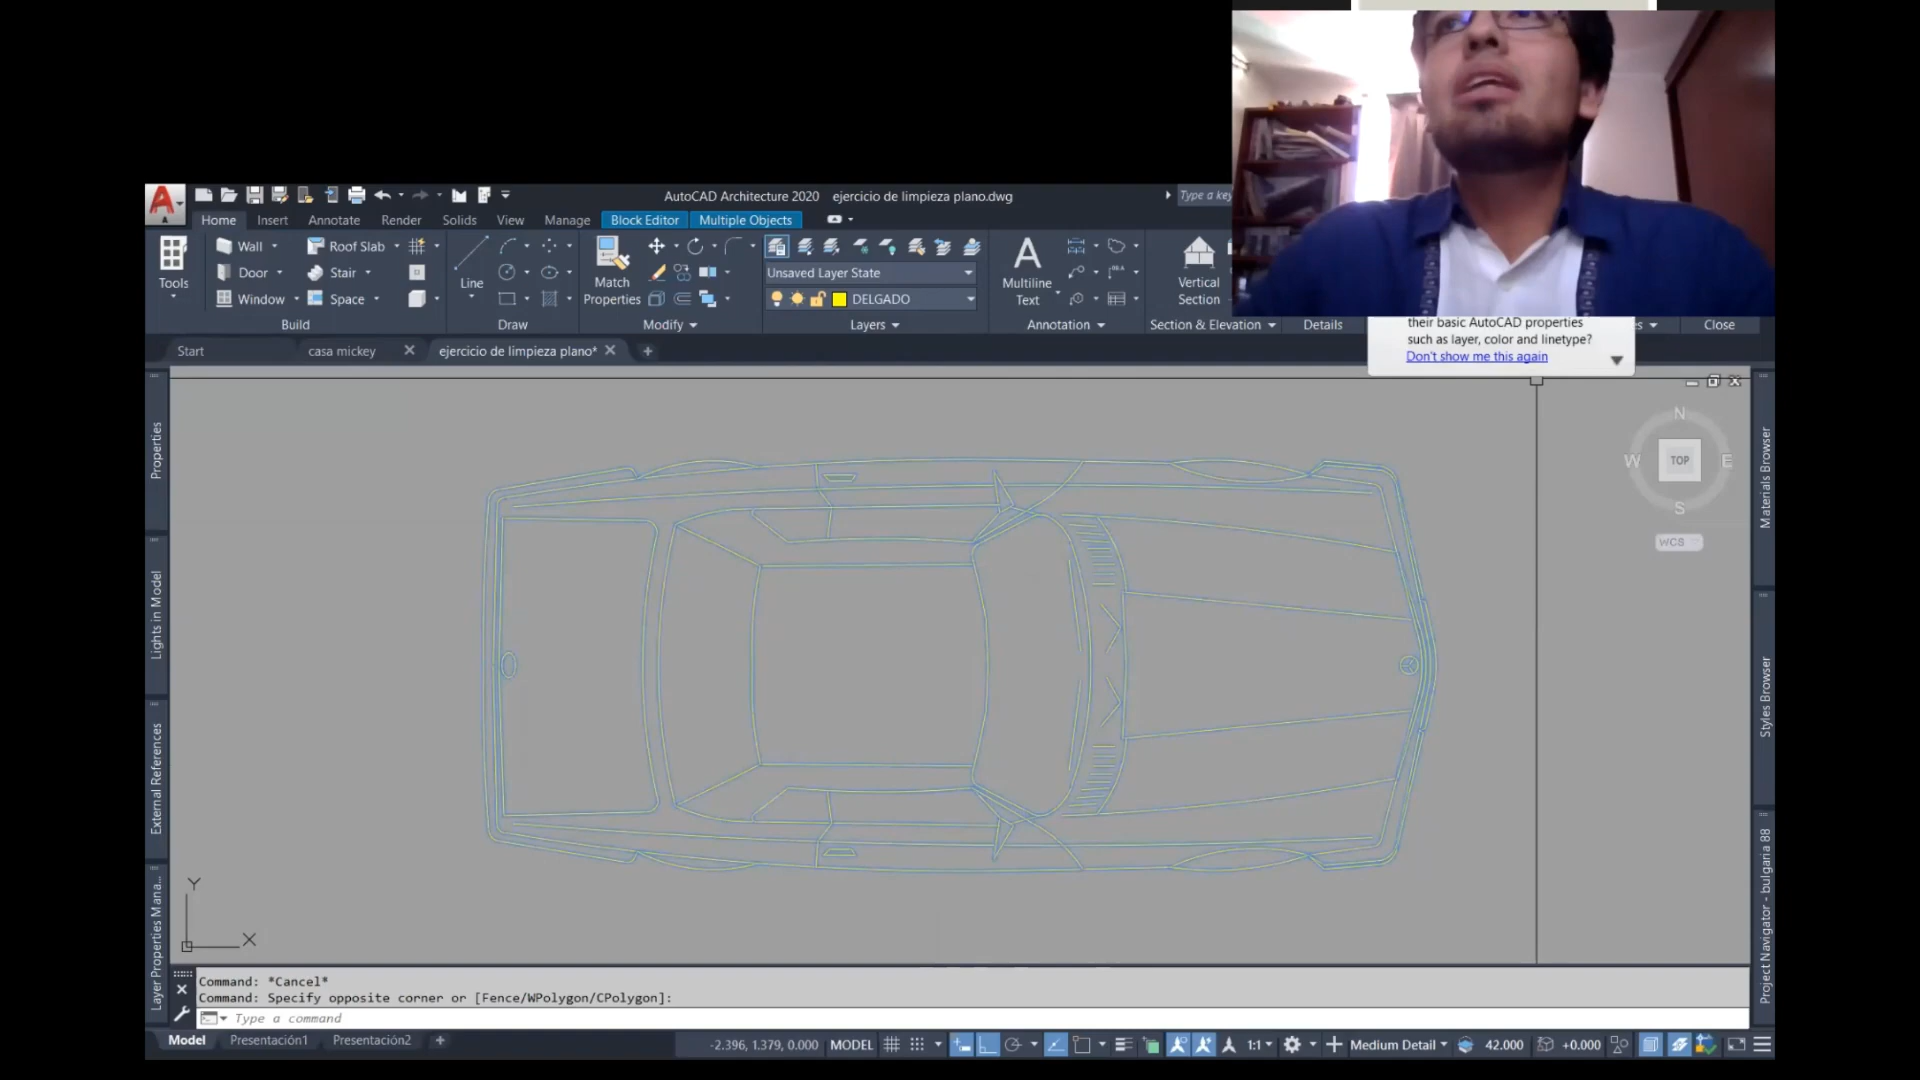 AutoCAD Architecture 2020 ejercicio de limpieza plano.dwg
Home Insert Annotate Render Solids View Manage Block Editor Multiple Objects
Wall Roof Slab
Door Stair
Window Space
Tools
Line
Match
Properties
Unsaved Layer State
DELGADO
Multiline
Text
Vertical
Section
Build Draw Modify Layers Annotation Section & Elevation Details Close
their basic AutoCAD properties
such as layer, color and linetype?
Don't show me this again
Start casa mickey ejercicio de limpieza plano*
Properties
Lights in Model
External References
Layer Properties Mana...
N
W TOP E
S
WCS
Materials Browser
Styles Browser
Project Navigator - bulgaria 88
Y
X
Command: *Cancel*
Command: Specify opposite corner or [Fence/WPolygon/CPolygon]:
Type a command
Model Presentación1 Presentación2 +
-2.396, 1.379, 0.000 MODEL 1:1 Medium Detail 42.000 +0.000